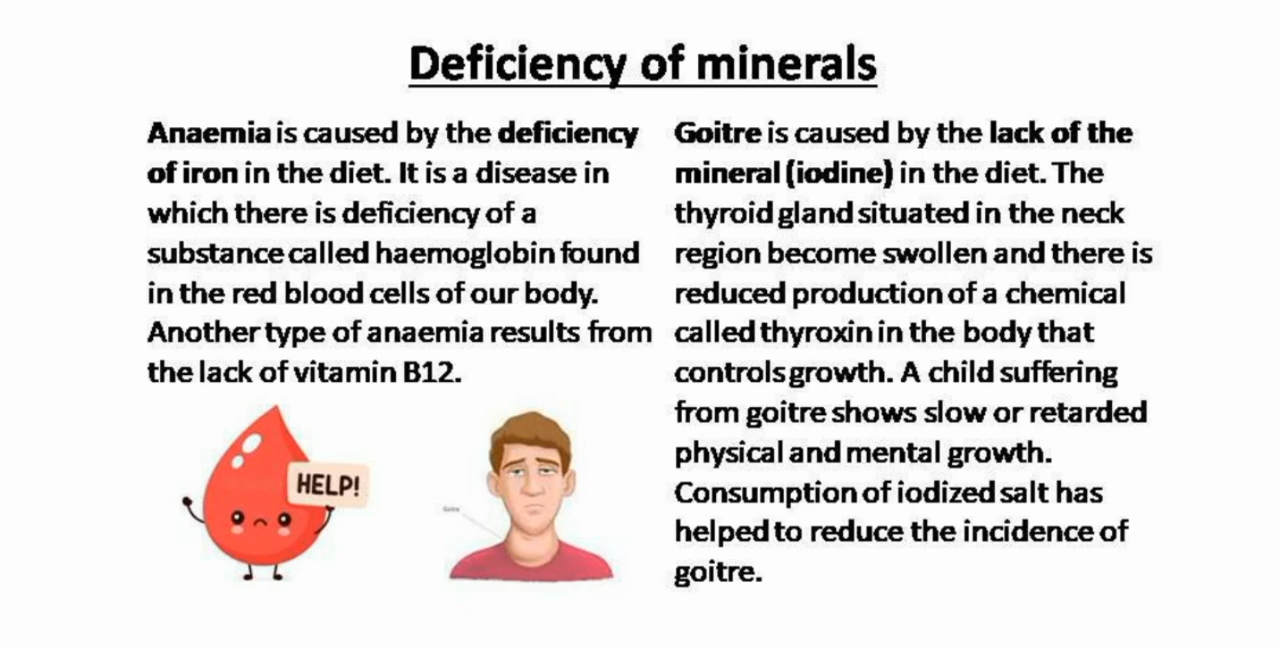 Deficiency of minerals
Anaemia is caused by the deficiency
of iron in the diet. It is a disease in
which there is deficiency of a
substance called haemoglobin found
in the red blood cells of our body.
Another type of anaemia results from
the lack of vitamin B12.
HELP!
Goitre
Goitre is caused by the lack of the
mineral (iodine) in the diet. The
thyroid gland situated in the neck
region become swollen and there is
reduced production of a chemical
called thyroxin in the body that
controls growth. A child suffering
from goitre shows slow or retarded
physical and mental growth.
Consumption of iodized salt has
helped to reduce the incidence of
goitre.